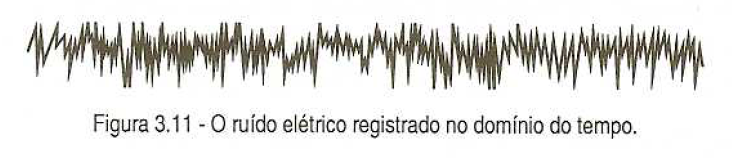 Figura 3.11 - O ruído elétrico registrado no domínio do tempo.